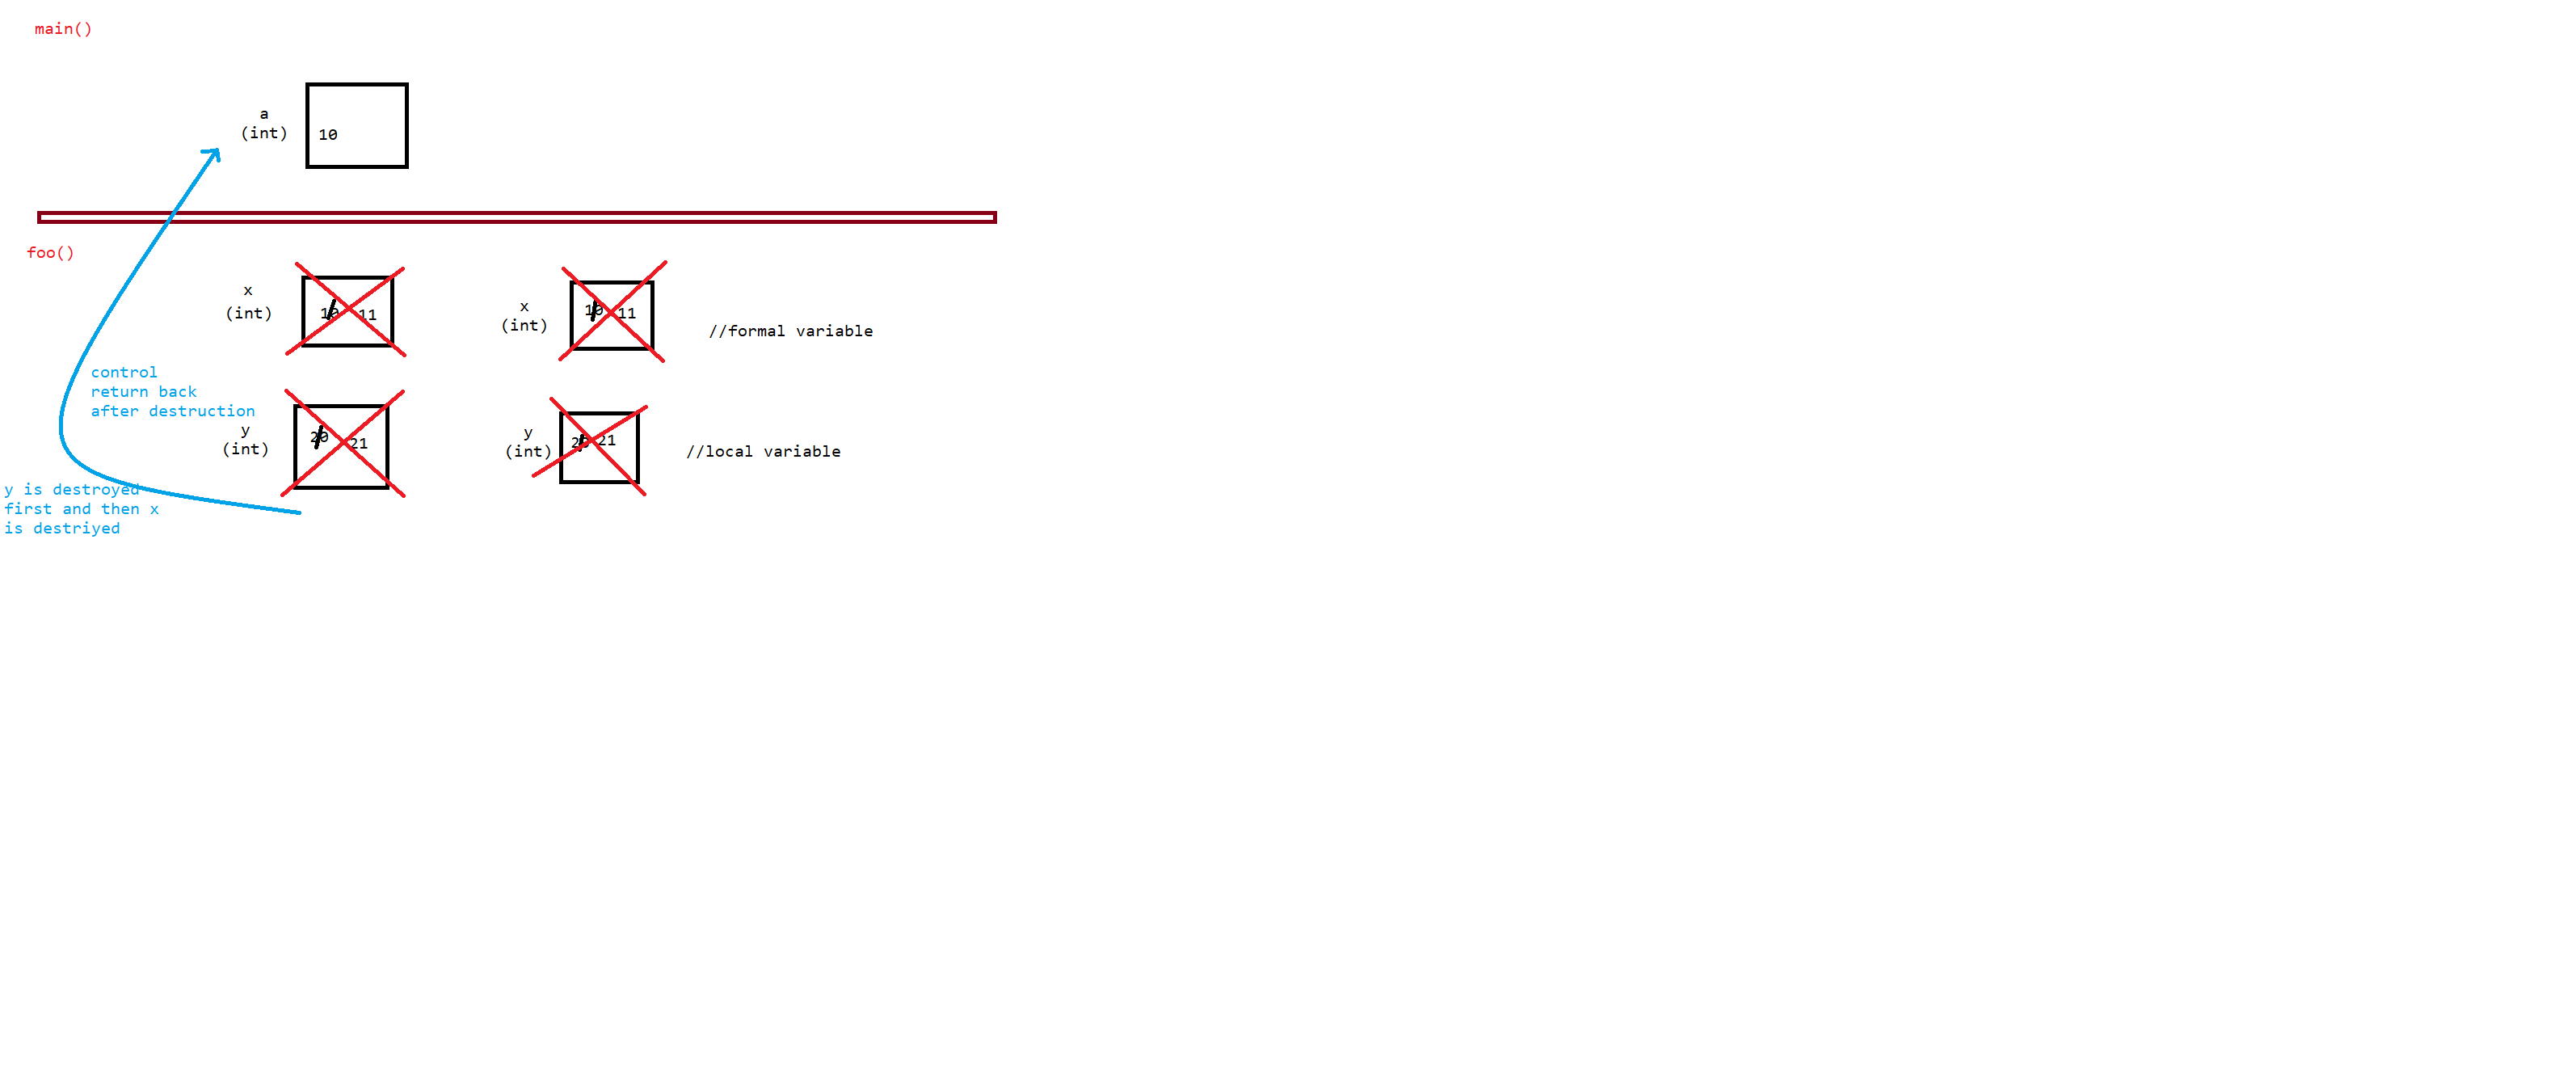 main()
a
(int)
10
foo()
x
(int)
10 11
x
(int)
10 11
//formal variable
control
return back
after destruction
y
(int)
20 21
y
(int)
20 21
//local variable
y is destroyed
first and then x
is destriyed